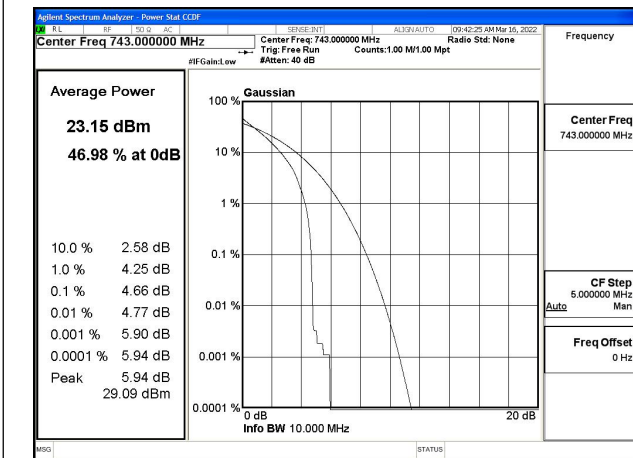 Agilent Spectrum Analyzer - Power Stat CCDF
RL RF 50 Ω AC SENSE:INT ALIGN AUTO 09:42:25 AM Mar 16, 2022
Center Freq 743.000000 MHz
Center Freq: 743.000000 MHz Radio Std: None
Trig: Free Run Counts:1.00 M/1.00 Mpt
#IFGain:Low #Atten: 40 dB
Frequency
Average Power
23.15 dBm
46.98 % at 0dB
10.0 % 2.58 dB
1.0 % 4.25 dB
0.1 % 4.66 dB
0.01 % 4.77 dB
0.001 % 5.90 dB
0.0001 % 5.94 dB
Peak 5.94 dB
29.09 dBm
Gaussian
100 %
10 %
1 %
0.1 %
0.01 %
0.001 %
0.0001 %
0 dB 20 dB
Info BW 10.000 MHz
Center Freq
743.000000 MHz
CF Step
5.000000 MHz
Auto Man
Freq Offset
0 Hz
MSG STATUS